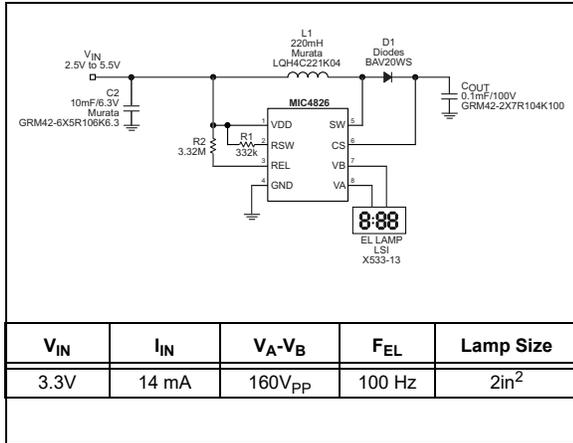 L1
220mH
Murata
LQH4C221K04
D1
Diodes
BAV20WS
VIN
2.5V to 5.5V
C2
10mF/6.3V
Murata
GRM42-6X5R106K6.3
COUT
0.1mF/100V
GRM42-2X7R104K100
MIC4826
R2
3.32M
R1
332k
1 VDD SW 5
2 RSW CS 6
3 REL VB 7
4 GND VA 8
8:88
EL LAMP
LSI
X533-13
VIN IIN VA-VB FEL Lamp Size
3.3V 14 mA 160VPP 100 Hz 2in2